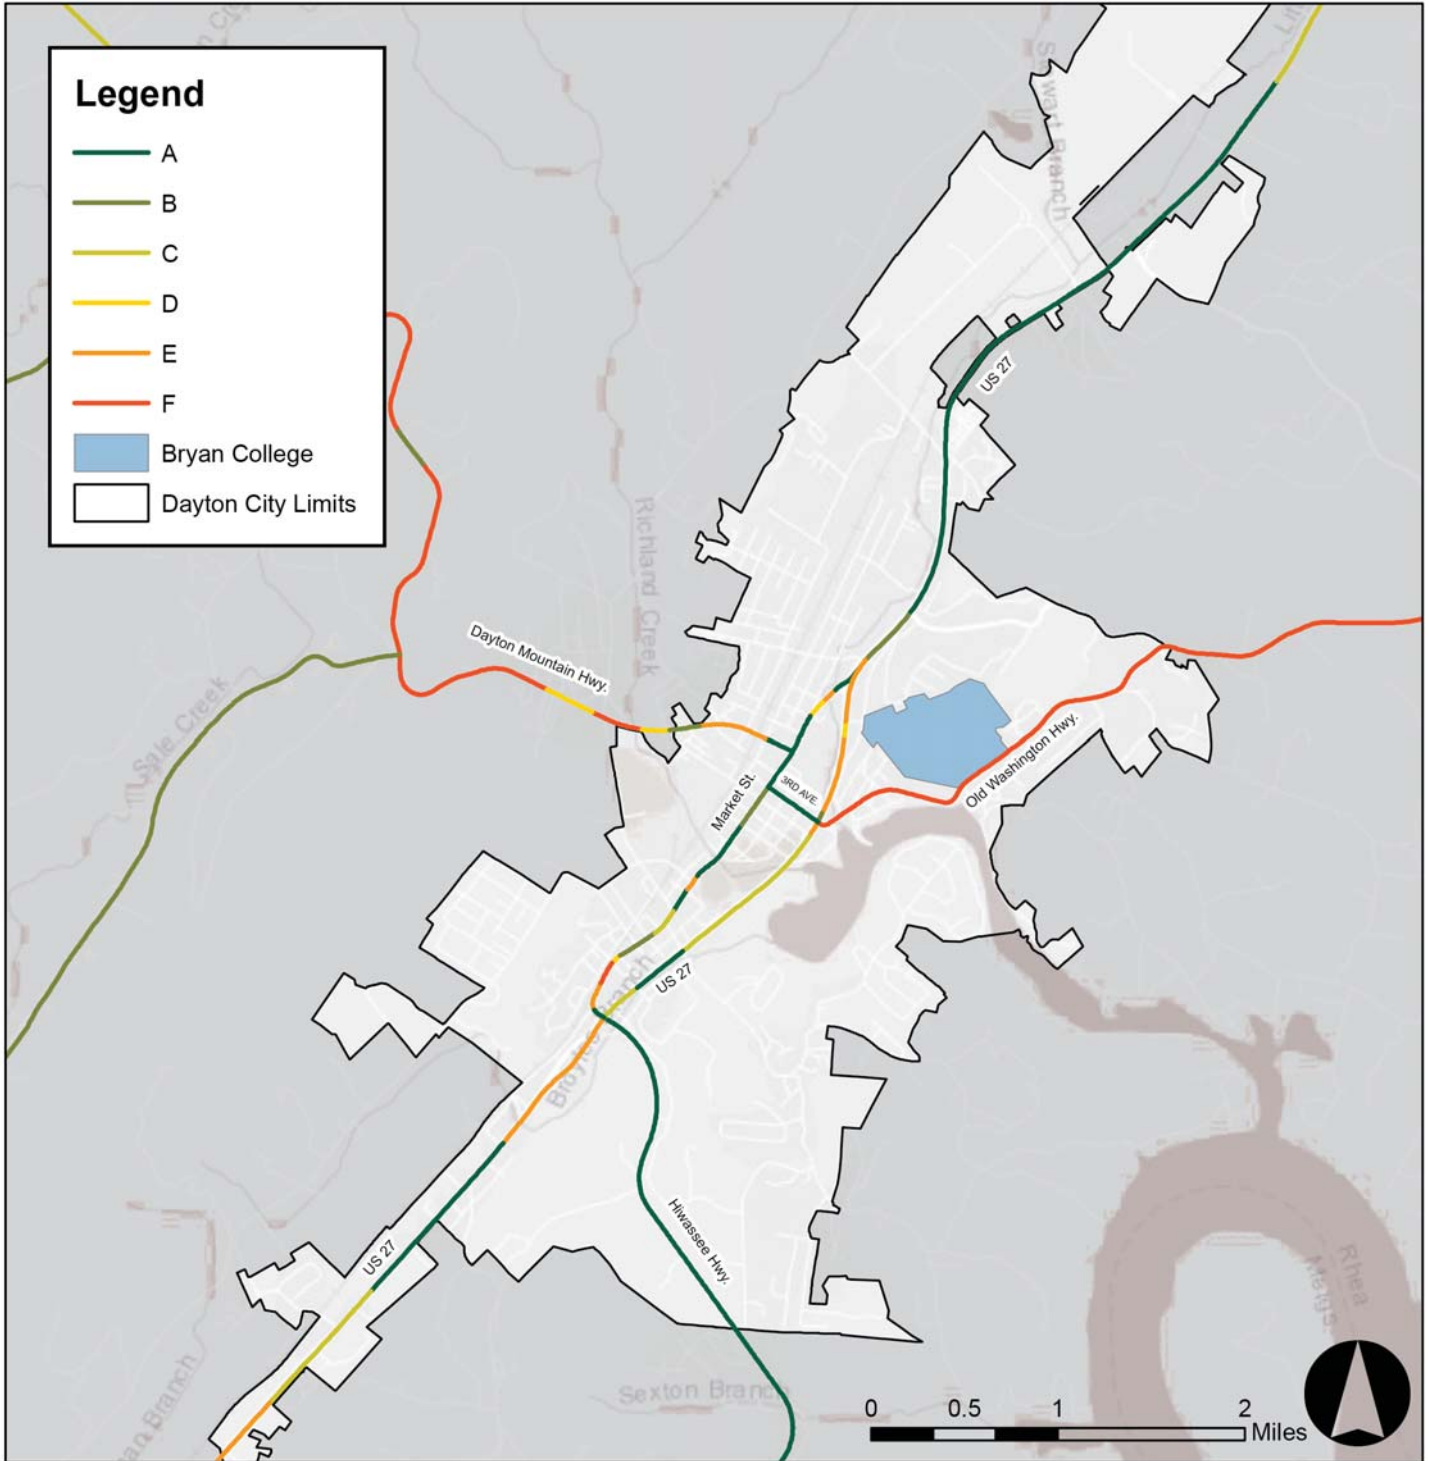 Legend
A
B
C
D
E
F
Bryan College
Dayton City Limits
Stewart Branch
US 27
Richland Creek
Dayton Mountain Hwy.
Sale Creek
Old Washington Hwy.
3RD AVE.
Market St.
US 27
Hiwassee Hwy.
US 27
Rhea
Meigs
Sexton Branch
0 0.5 1 2
Miles